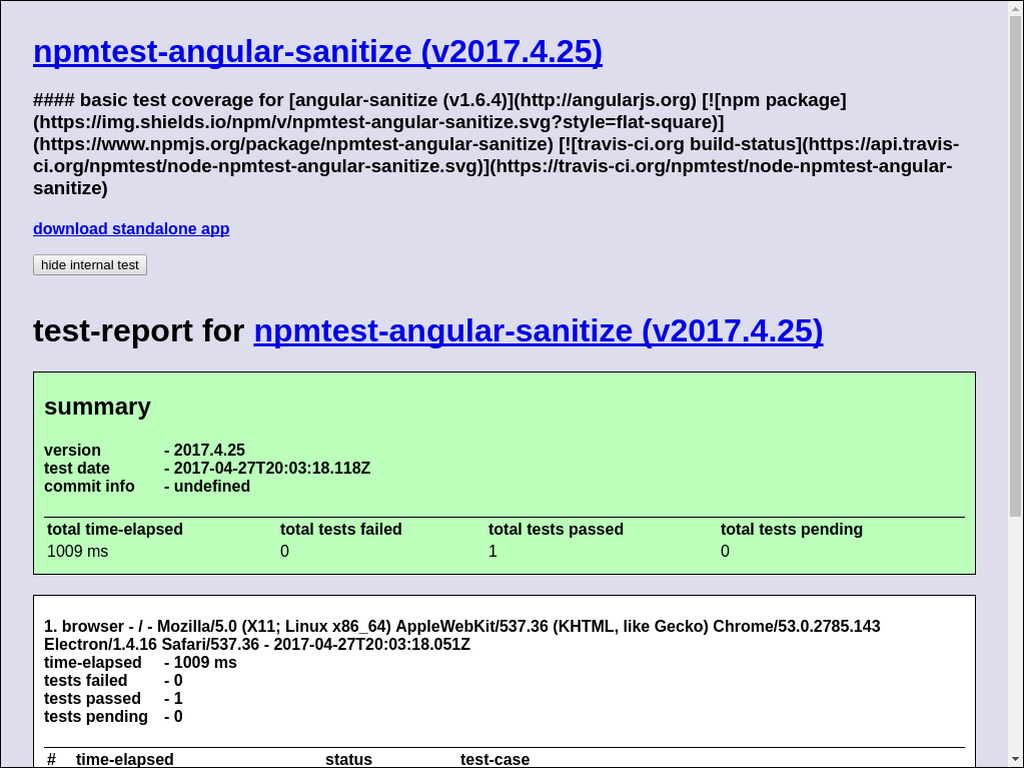 npmtest-angular-sanitize (v2017.4.25)
#### basic test coverage for [angular-sanitize (v1.6.4)](http://angularjs.org) [![npm package]
(https://img.shields.io/npm/v/npmtest-angular-sanitize.svg?style=flat-square)]
(https://www.npmjs.org/package/npmtest-angular-sanitize) [![travis-ci.org build-status](https://api.travis-
ci.org/npmtest/node-npmtest-angular-sanitize.svg)](https://travis-ci.org/npmtest/node-npmtest-angular-
sanitize)
download standalone app
hide internal test
test-report for npmtest-angular-sanitize (v2017.4.25)
summary
version - 2017.4.25
test date - 2017-04-27T20:03:18.118Z
commit info - undefined
total time-elapsed total tests failed total tests passed total tests pending
1009 ms 0 1 0
1. browser - / - Mozilla/5.0 (X11; Linux x86_64) AppleWebKit/537.36 (KHTML, like Gecko) Chrome/53.0.2785.143
Electron/1.4.16 Safari/537.36 - 2017-04-27T20:03:18.051Z
time-elapsed - 1009 ms
tests failed - 0
tests passed - 1
tests pending - 0
# time-elapsed status test-case